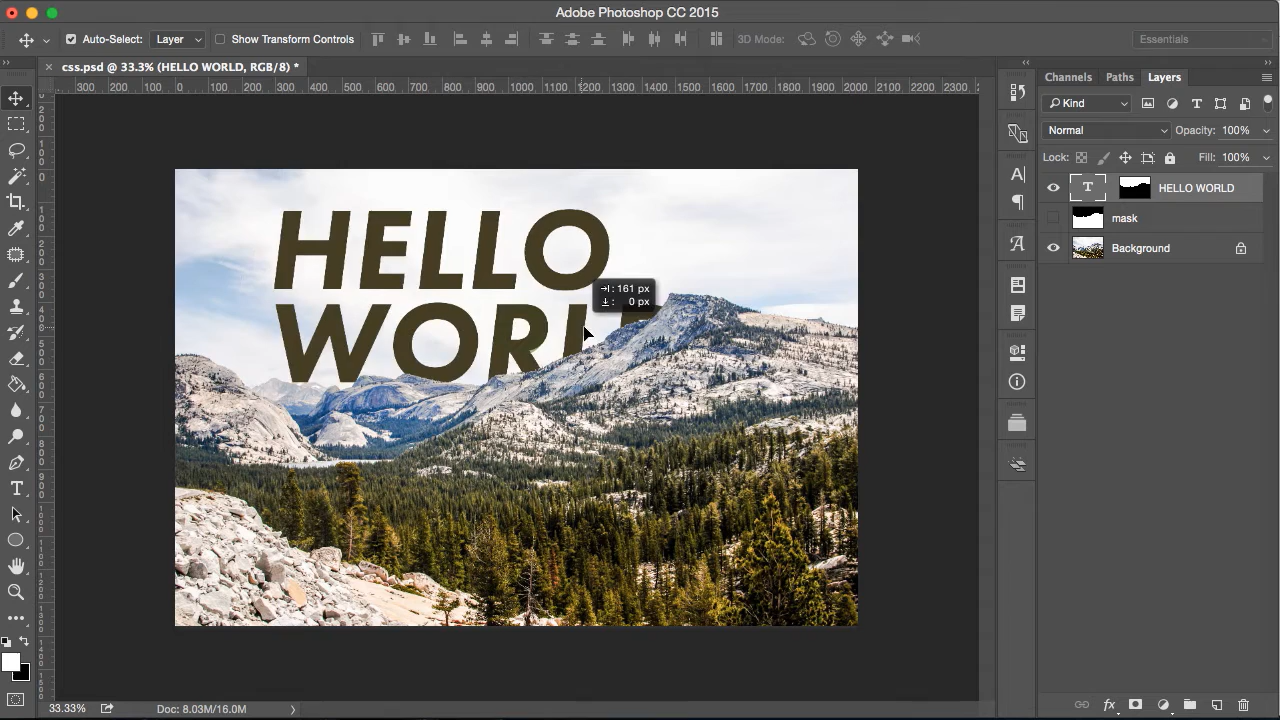 Adobe Photoshop CC 2015
Auto-Select: Layer Show Transform Controls 3D Mode: Essentials
css.psd @ 33.3% (HELLO WORLD, RGB/8) *
300 200 100 0 100 200 300 400 500 600 700 800 900 1000 1100 1200 1300 1400 1500 1600 1700 1800 1900 2000 2100 2200 2300
Channels Paths Layers
Kind
Normal Opacity: 100%
Lock: Fill: 100%
T HELLO WORLD
mask
Background
HELLO
: 161 px
: 0 px
WORL
33.33% Doc: 8.03M/16.0M
fx